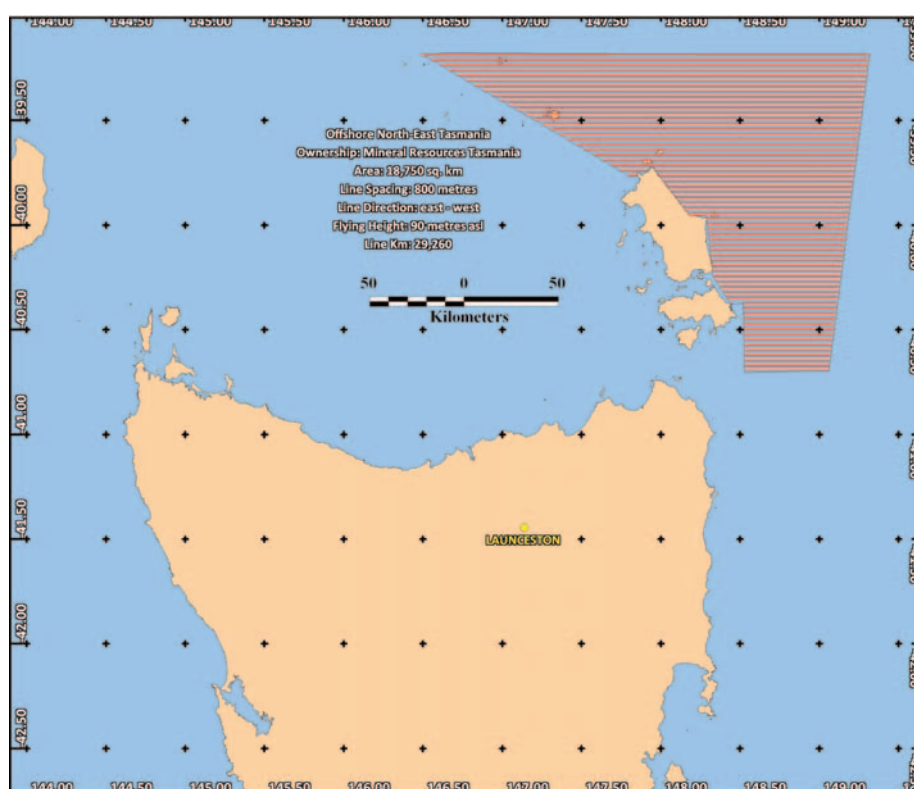 144.00 144.50 145.00 145.50 146.00 146.50 147.00 147.50 148.00 148.50 149.00
39.50
Offshore North-East Tasmania
Ownership: Mineral Resources Tasmania
Area: 18,750 sq. km
Line Spacing: 800 metres
Line Direction: east - west
Flying Height: 90 metres asl
Line Km: 29,260
40.00
50 0 50
Kilometers
40.50
41.00
41.50
LAUNCESTON
42.00
42.50
144.00 144.50 145.00 145.50 146.00 146.50 147.00 147.50 148.00 148.50 149.00